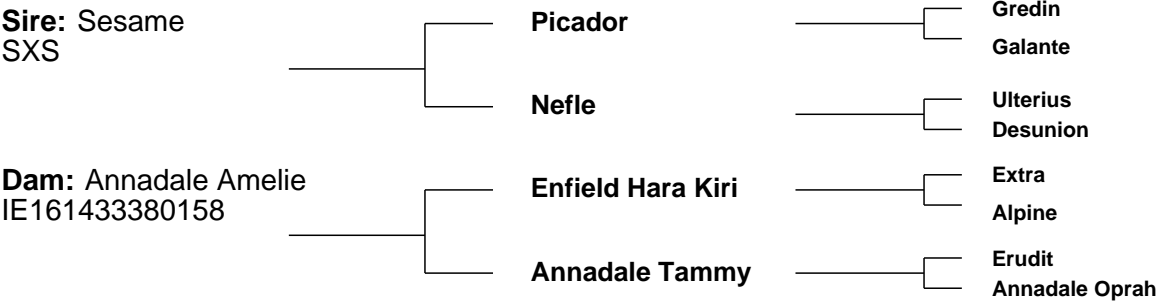 Sire: Sesame
SXS
Picador
Gredin
Galante
Nefle
Ulterius
Desunion
Dam: Annadale Amelie
IE161433380158
Enfield Hara Kiri
Extra
Alpine
Annadale Tammy
Erudit
Annadale Oprah